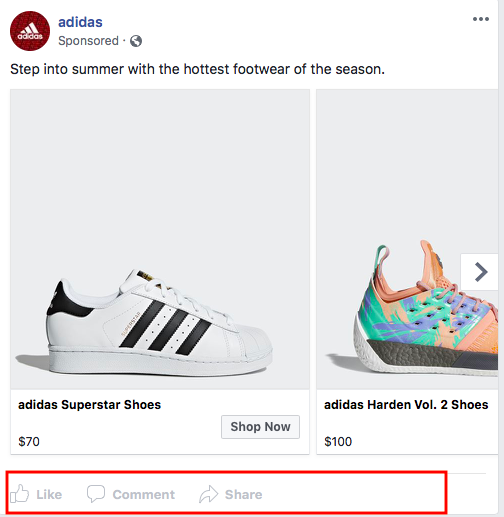 adidas
adidas
Sponsored ·
Step into summer with the hottest footwear of the season.
adidas Superstar Shoes
Shop Now
$70
adidas Harden Vol. 2 Shoes
$100
Like Comment Share